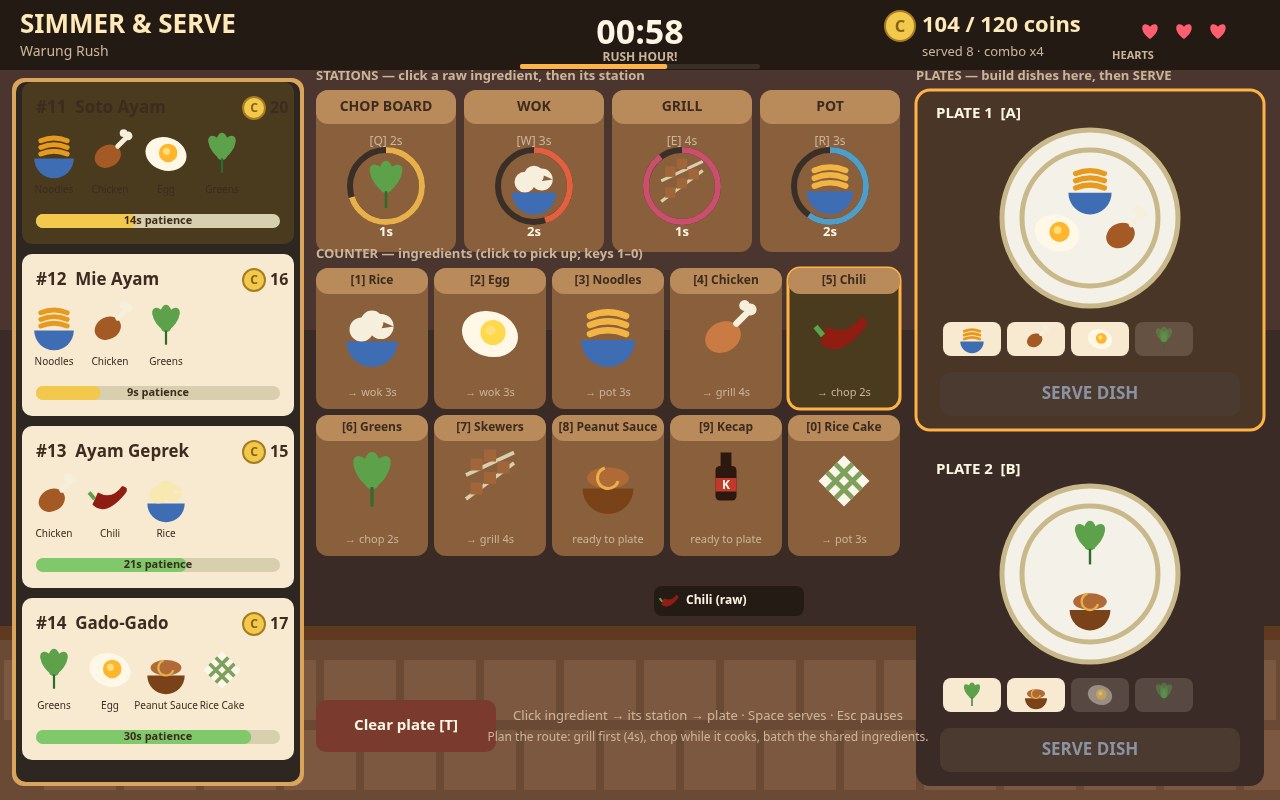 SIMMER & SERVE
Warung Rush
00:58
RUSH HOUR!
C 104 / 120 coins
served 8 · combo x4
HEARTS
#11 Soto Ayam C 20
Noodles Chicken Egg Greens
14s patience
#12 Mie Ayam C 16
Noodles Chicken Greens
9s patience
#13 Ayam Geprek C 15
Chicken Chili Rice
21s patience
#14 Gado-Gado C 17
Greens Egg Peanut Sauce Rice Cake
30s patience
STATIONS — click a raw ingredient, then its station
CHOP BOARD WOK GRILL POT
[Q] 2s [W] 3s [E] 4s [R] 3s
1s 2s 1s 2s
COUNTER — ingredients (click to pick up; keys 1–0)
[1] Rice [2] Egg [3] Noodles [4] Chicken [5] Chili
→ wok 3s → wok 3s → pot 3s → grill 4s → chop 2s
[6] Greens [7] Skewers [8] Peanut Sauce [9] Kecap [0] Rice Cake
K
→ chop 2s → grill 4s ready to plate ready to plate → pot 3s
Chili (raw)
Clear plate [T]
Click ingredient → its station → plate · Space serves · Esc pauses
Plan the route: grill first (4s), chop while it cooks, batch the shared ingredients.
PLATES — build dishes here, then SERVE
PLATE 1 [A]
SERVE DISH
PLATE 2 [B]
SERVE DISH